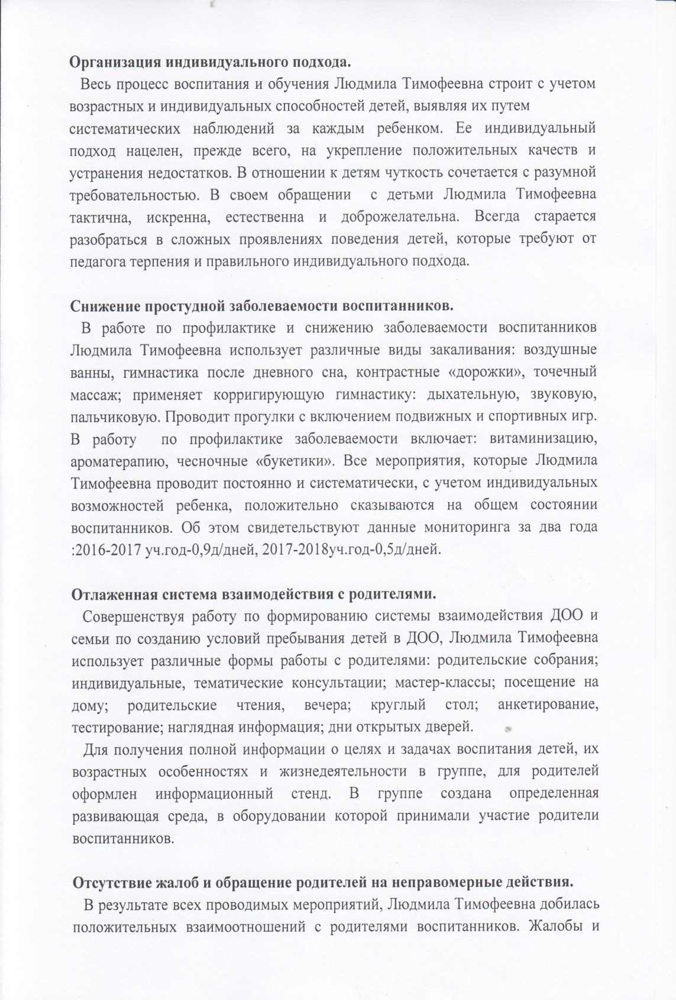 Организация индивидуального подхода.
Весь процесс воспитания и обучения Людмила Тимофеевна строит с учетом
возрастных и индивидуальных способностей детей, выявляя их путем
систематических наблюдений за каждым ребенком. Ее индивидуальный
подход нацелен, прежде всего, на укрепление положительных качеств и
устранения недостатков. В отношении к детям чуткость сочетается с разумной
требовательностью. В своем обращении с детьми Людмила Тимофеевна
тактична, искренна, естественна и доброжелательна. Всегда старается
разобраться в сложных проявлениях поведения детей, которые требуют от
педагога терпения и правильного индивидуального подхода.
Снижение простудной заболеваемости воспитанников.
В работе по профилактике и снижению заболеваемости воспитанников
Людмила Тимофеевна использует различные виды закаливания: воздушные
ванны, гимнастика после дневного сна, контрастные «дорожки», точечный
массаж; применяет корригирующую гимнастику: дыхательную, звуковую,
пальчиковую. Проводит прогулки с включением подвижных и спортивных игр.
В работу по профилактике заболеваемости включает: витаминизацию,
ароматерапию, чесночные «букетики». Все мероприятия, которые Людмила
Тимофеевна проводит постоянно и систематически, с учетом индивидуальных
возможностей ребенка, положительно сказываются на общем состоянии
воспитанников. Об этом свидетельствуют данные мониторинга за два года
:2016-2017 уч.год-0,9д/дней, 2017-2018уч.год-0,5д/дней.
Отлаженная система взаимодействия с родителями.
Совершенствуя работу по формированию системы взаимодействия ДОО и
семьи по созданию условий пребывания детей в ДОО, Людмила Тимофеевна
использует различные формы работы с родителями: родительские собрания;
индивидуальные, тематические консультации; мастер-классы; посещение на
дому; родительские чтения, вечера; круглый стол; анкетирование,
тестирование; наглядная информация; дни открытых дверей.
Для получения полной информации о целях и задачах воспитания детей, их
возрастных особенностях и жизнедеятельности в группе, для родителей
оформлен информационный стенд. В группе создана определенная
развивающая среда, в оборудовании которой принимали участие родители
воспитанников.
Отсутствие жалоб и обращение родителей на неправомерные действия.
В результате всех проводимых мероприятий, Людмила Тимофеевна добилась
положительных взаимоотношений с родителями воспитанников. Жалобы и